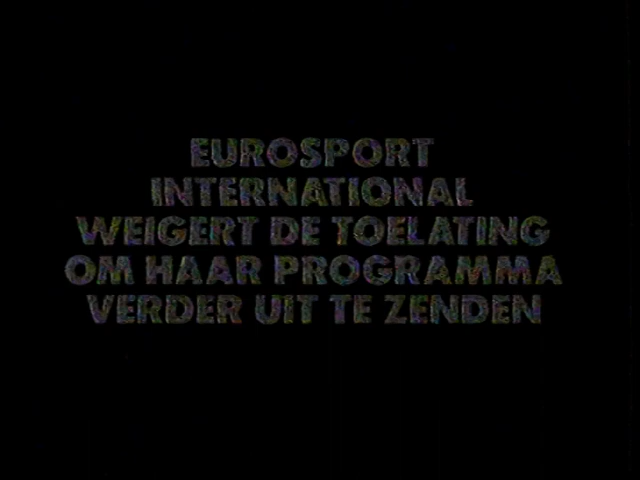 EUROSPORT
INTERNATIONAL
WEIGERT DE TOELATING
OM HAAR PROGRAMMA
VERDER UIT TE ZENDEN